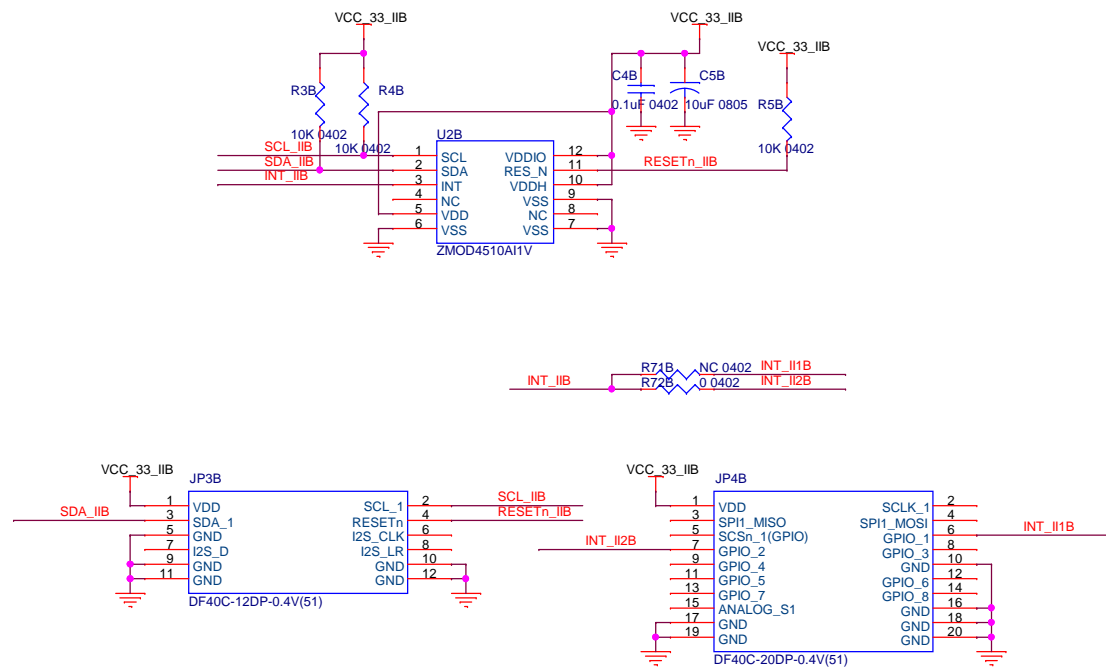 VCC_33_IIB
VCC_33_IIB
VCC_33_IIB
R3B
R4B
C4B
C5B
R5B
0.1uF 0402
10uF 0805
10K 0402
10K 0402
10K 0402
U2B
SCL_IIB 1 SCL VDDIO 12
SDA_IIB 2 SDA RES_N 11 RESETn_IIB
INT_IIB 3 INT VDDH 10
4 NC VSS 9
5 VDD NC 8
6 VSS VSS 7
ZMOD4510AI1V
R71B NC 0402 INT_II1B
INT_IIB R72B 0 0402 INT_II2B
VCC_33_IIB JP3B
1 VDD SCL_1 2 SCL_IIB
SDA_IIB 3 SDA_1 RESETn 4 RESETn_IIB
5 GND I2S_CLK 6
7 I2S_D I2S_LR 8
9 GND GND 10
11 GND GND 12
DF40C-12DP-0.4V(51)
VCC_33_IIB JP4B
1 VDD SCLK_1 2
3 SPI1_MISO SPI1_MOSI 4
5 SCSn_1(GPIO) GPIO_1 6 INT_II1B
INT_II2B 7 GPIO_2 GPIO_3 8
9 GPIO_4 GND 10
11 GPIO_5 GPIO_6 12
13 GPIO_7 GPIO_8 14
15 ANALOG_S1 GND 16
17 GND GND 18
19 GND GND 20
DF40C-20DP-0.4V(51)